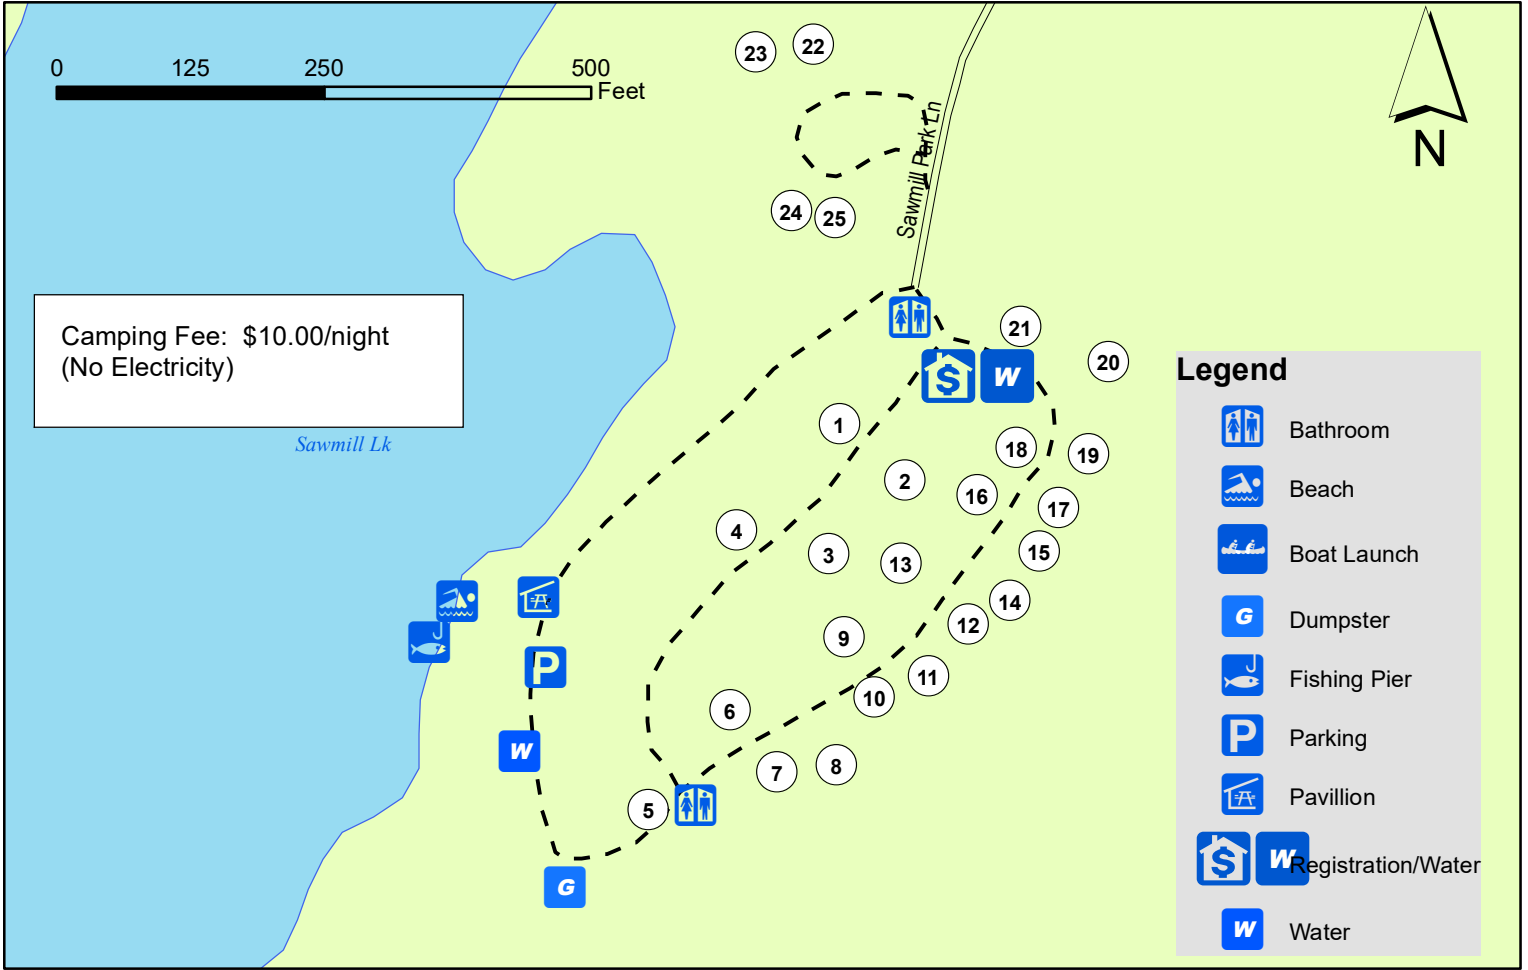 0 125 250 500
Feet
N
Camping Fee: $10.00/night
(No Electricity)
Sawmill Lk
Sawmill Park Ln
23
22
24
25
21
20
1
18
19
2
16
17
4
3
13
15
14
9
12
11
10
6
7
8
5
$ W
P
W
G
Legend
Bathroom
Beach
Boat Launch
G Dumpster
Fishing Pier
P Parking
Pavillion
$ W Registration/Water
W Water